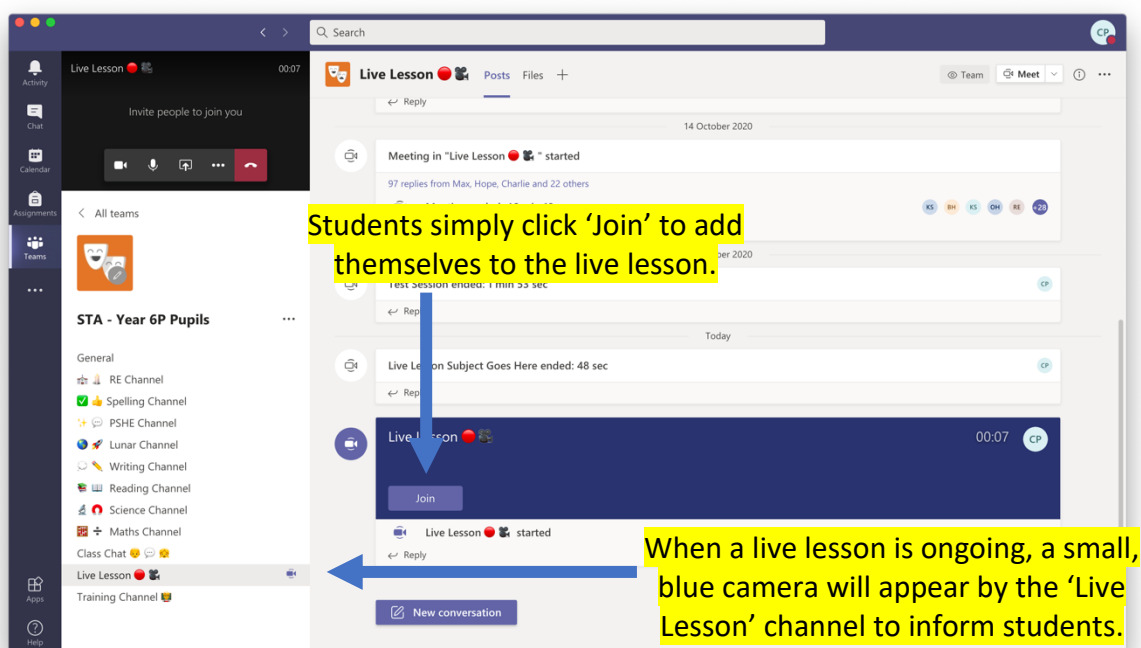 Search
CP
Activity
Chat
Calendar
Assignments
Teams
Apps
Help
Live Lesson 🔴 🎥 00:07
Invite people to join you
All teams
STA - Year 6P Pupils
General
RE Channel
Spelling Channel
PSHE Channel
Lunar Channel
Writing Channel
Reading Channel
Science Channel
Maths Channel
Class Chat
Live Lesson 🔴 🎥
Training Channel
Live Lesson 🔴 🎥 Posts Files +
Team Meet
Reply
14 October 2020
Meeting in "Live Lesson 🔴 🎥 " started
97 replies from Max, Hope, Charlie and 22 others
KS BH KS OH RE +28
Students simply click ‘Join’ to add
themselves to the live lesson.
2020
Test Session ended: 1 min 53 sec
CP
Today
Live Lesson Subject Goes Here ended: 48 sec
CP
Live Lesson 🔴 🎥 00:07 CP
Join
Live Lesson 🔴 🎥 started
Reply
When a live lesson is ongoing, a small,
blue camera will appear by the ‘Live
Lesson’ channel to inform students.
New conversation